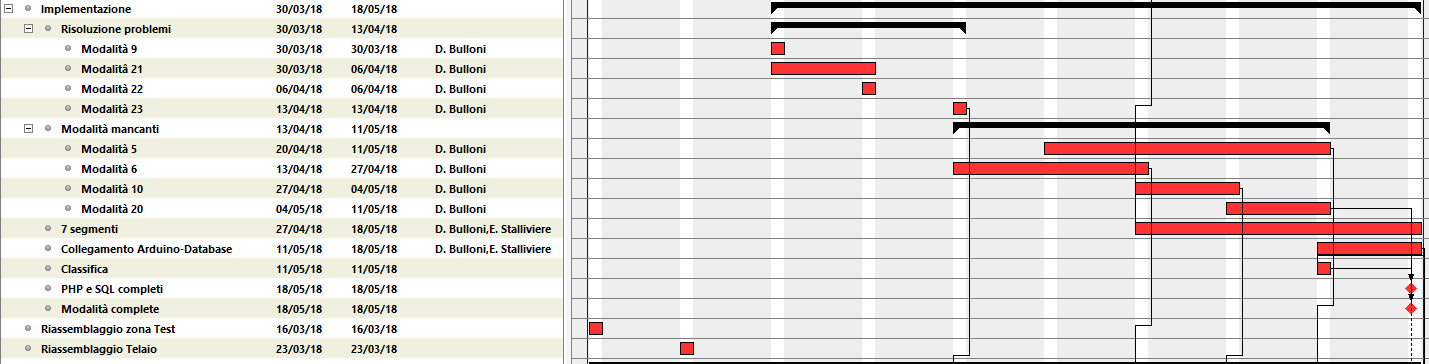 Implementazione 30/03/18 18/05/18
Risoluzione problemi 30/03/18 13/04/18
Modalità 9 30/03/18 30/03/18 D. Bulloni
Modalità 21 30/03/18 06/04/18 D. Bulloni
Modalità 22 06/04/18 06/04/18 D. Bulloni
Modalità 23 13/04/18 13/04/18 D. Bulloni
Modalità mancanti 13/04/18 11/05/18
Modalità 5 20/04/18 11/05/18 D. Bulloni
Modalità 6 13/04/18 27/04/18 D. Bulloni
Modalità 10 27/04/18 04/05/18 D. Bulloni
Modalità 20 04/05/18 11/05/18 D. Bulloni
7 segmenti 27/04/18 18/05/18 D. Bulloni,E. Stalliviere
Collegamento Arduino-Database 11/05/18 18/05/18 D. Bulloni,E. Stalliviere
Classifica 11/05/18 11/05/18
PHP e SQL completi 18/05/18 18/05/18
Modalità complete 18/05/18 18/05/18
Riassemblaggio zona Test 16/03/18 16/03/18
Riassemblaggio Telaio 23/03/18 23/03/18